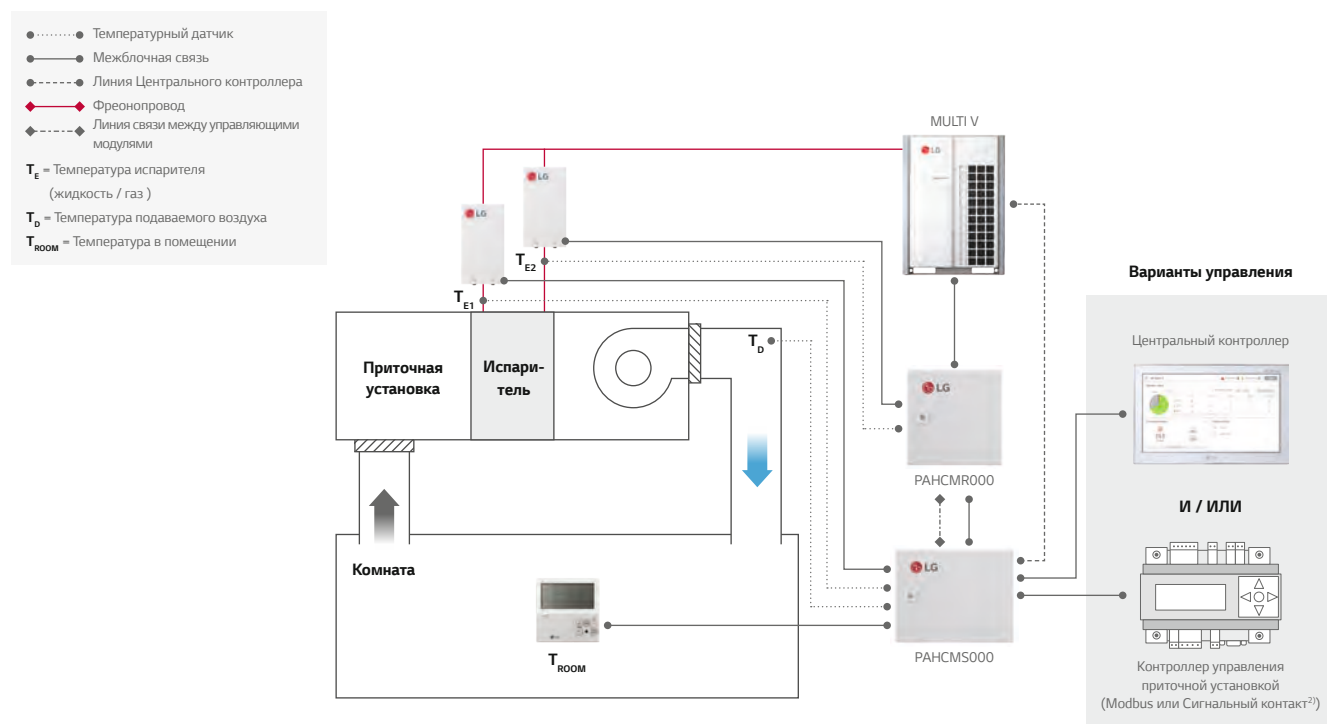 Температурный датчик
Межблочная связь
Линия Центрального контроллера
Фреонопровод
Линия связи между управляющими
модулями
TE = Температура испарителя
(жидкость / газ )
TD = Температура подаваемого воздуха
TROOM = Температура в помещении
MULTI V
LG
LG
LG
TE2
TE1
Варианты управления
Центральный контроллер
TD
Приточная
установка
Испари-
тель
LG
PAHCMR000
И / ИЛИ
Комната
LG
TROOM
PAHCMS000
Контроллер управления
приточной установкой
(Modbus или Сигнальный контакт2))